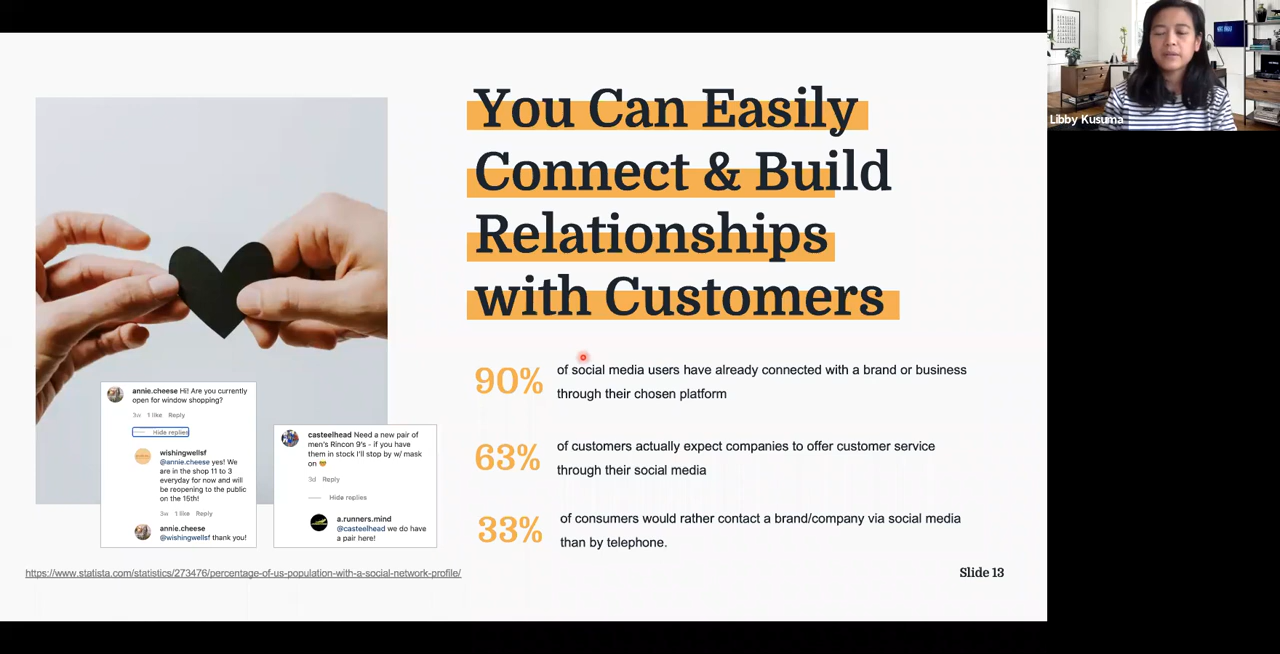 You Can Easily
Connect & Build
Relationships
with Customers
90%
of social media users have already connected with a brand or business
through their chosen platform
63%
of customers actually expect companies to offer customer service
through their social media
33%
of consumers would rather contact a brand/company via social media
than by telephone.
annie.cheese Hi! Are you currently
open for window shopping?
3w 1 like Reply
Hide replies
wishingwellsf
@annie.cheese yes! We
are in the shop 11 to 3
everyday for now and will
be reopening to the public
on the 15th!
3w 1 like Reply
annie.cheese
@wishingwellsf thank you!
casteelhead Need a new pair of
men's Rincon 9's - if you have
them in stock I'll stop by w/ mask
on
3d Reply
Hide replies
a.runners.mind
@casteelhead we do have
a pair here!
https://www.statista.com/statistics/273476/percentage-of-us-population-with-a-social-network-profile/
Slide 13
Libby Kusuma